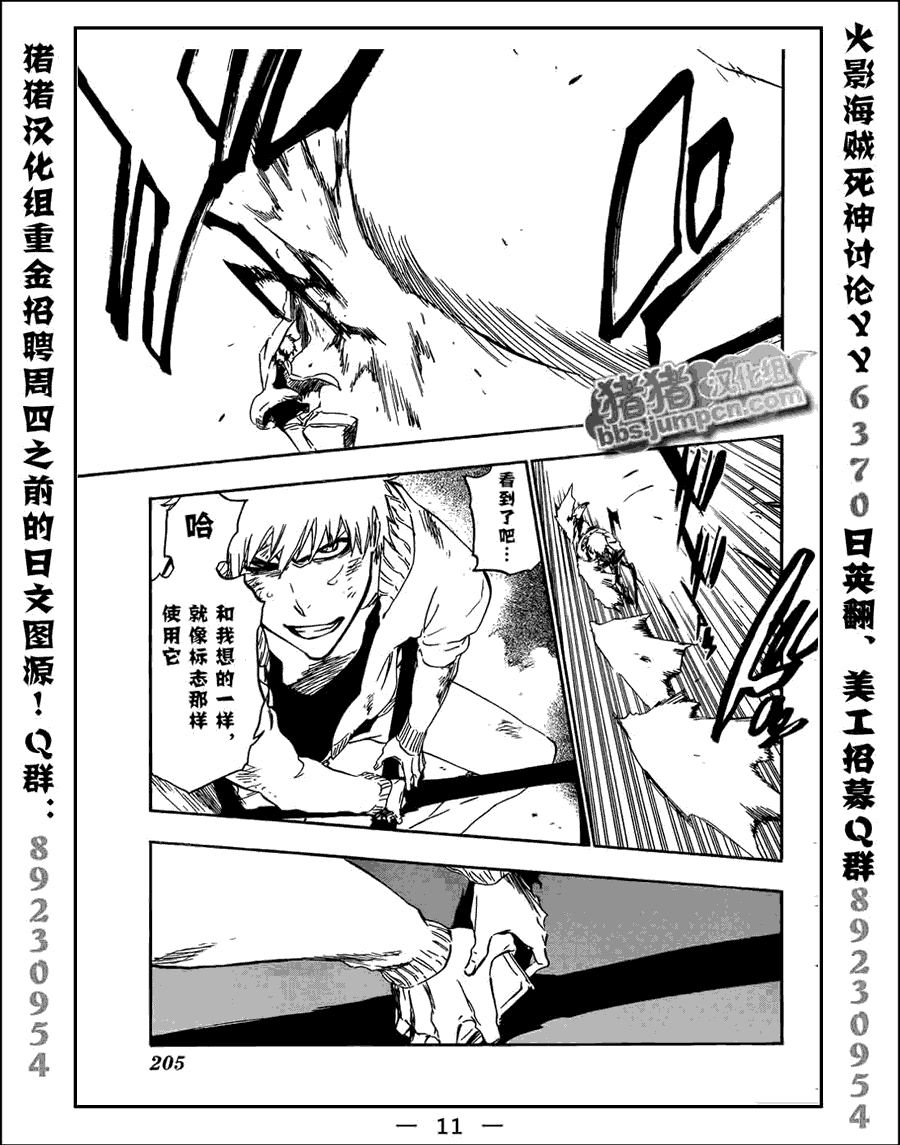 猪猪汉化组重金招聘周四之前的日文图源！Q群：89230954
火影海贼死神讨论YY6370日英翻、美工招募Q群89230954
猪猪汉化组
bbs.jumpcn.com
看到了吧…
哈
和我想的一样，
就像标志那样
使用它
205
— 11 —